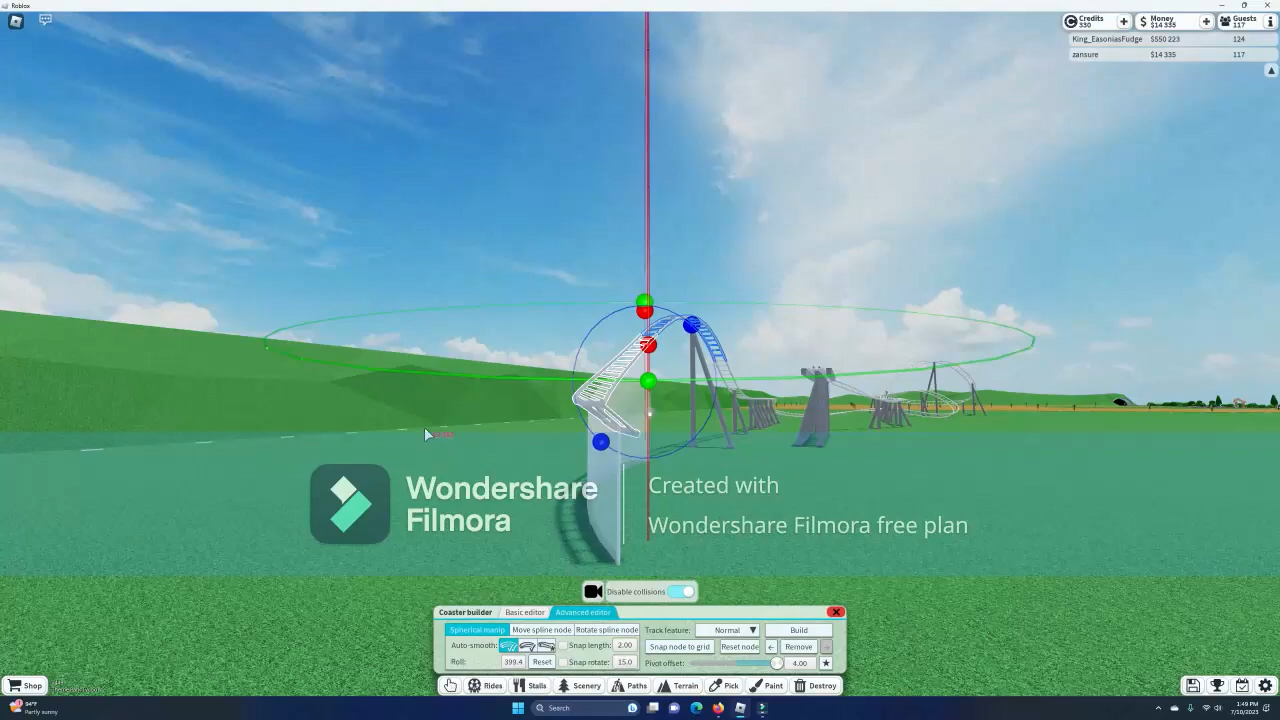 Roblox
Credits
330
Money
$14 335
Guests
117
King_EasoniasFudge $550 223 124
zansure $14 335 117
Wondershare
Filmora
Created with
Wondershare Filmora free plan
Disable collisions
Coaster builder Basic editor Advanced editor
Spherical manip Move spline node Rotate spline node Track feature: Normal Build
Auto-smooth: Snap length: 2.00 Snap node to grid Reset node Remove
Roll: 399.4 Reset Snap rotate: 15.0 Pivot offset: 4.00
Shop Rides Stalls Scenery Paths Terrain Pick Paint Destroy
94°F
Partly sunny
Search
1:49 PM
7/10/2023